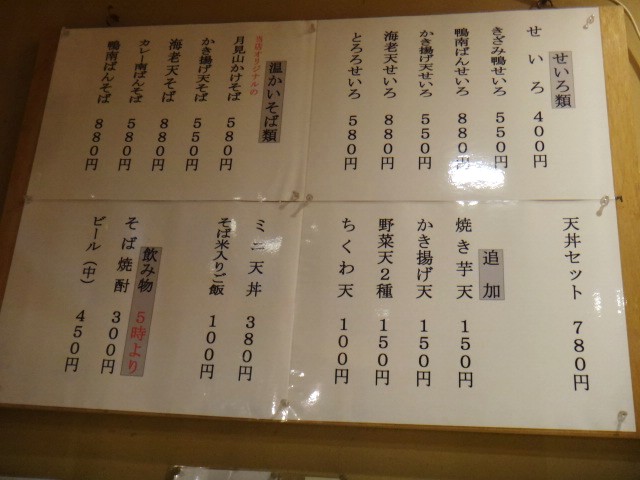 せいろ類
せいろ 400円
きざみ鴨せいろ 550円
鴨南ばんせいろ 880円
かき揚げ天せいろ 550円
海老天せいろ 880円
とろろせいろ 580円
当店オリジナルの
温かいそば類
月見山かけそば 580円
かき揚げ天そば 550円
海老天そば 880円
カレー南ばんそば 580円
鴨南ばんそば 880円
天丼セット 780円
追加
焼き芋天 150円
かき揚げ天 150円
野菜天2種 150円
ちくわ天 100円
ミニ天丼 380円
そば米入りご飯 100円
飲み物 5時より
そば焼酎 300円
ビール(中) 450円